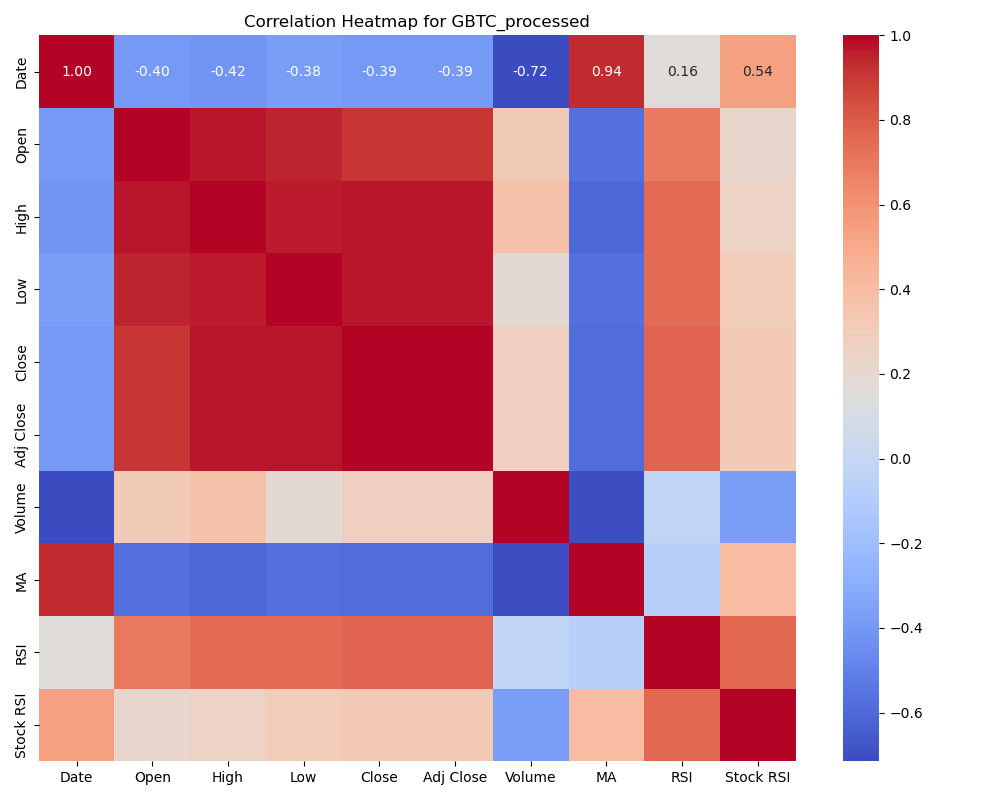 Correlation Heatmap for GBTC_processed
Date 1.00 -0.40 -0.42 -0.38 -0.39 -0.39 -0.72 0.94 0.16 0.54
Open
High
Low
Close
Adj Close
Volume
MA
RSI
Stock RSI
Date Open High Low Close Adj Close Volume MA RSI Stock RSI
1.0
0.8
0.6
0.4
0.2
0.0
−0.2
−0.4
−0.6